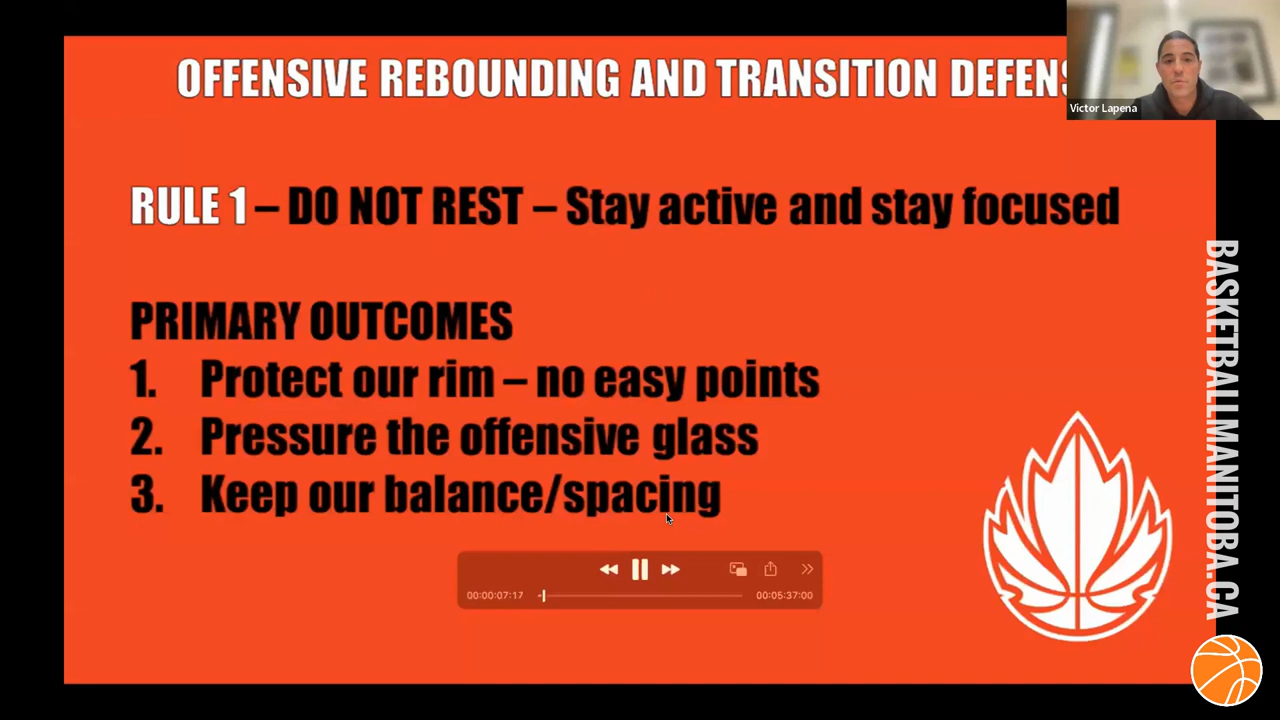 OFFENSIVE REBOUNDING AND TRANSITION DEFENS
Victor Lapena
RULE 1 – DO NOT REST – Stay active and stay focused
PRIMARY OUTCOMES
1. Protect our rim – no easy points
2. Pressure the offensive glass
3. Keep our balance/spacing
00:00:07:17
00:05:37:00
BASKETBALLMANITOBA.CA